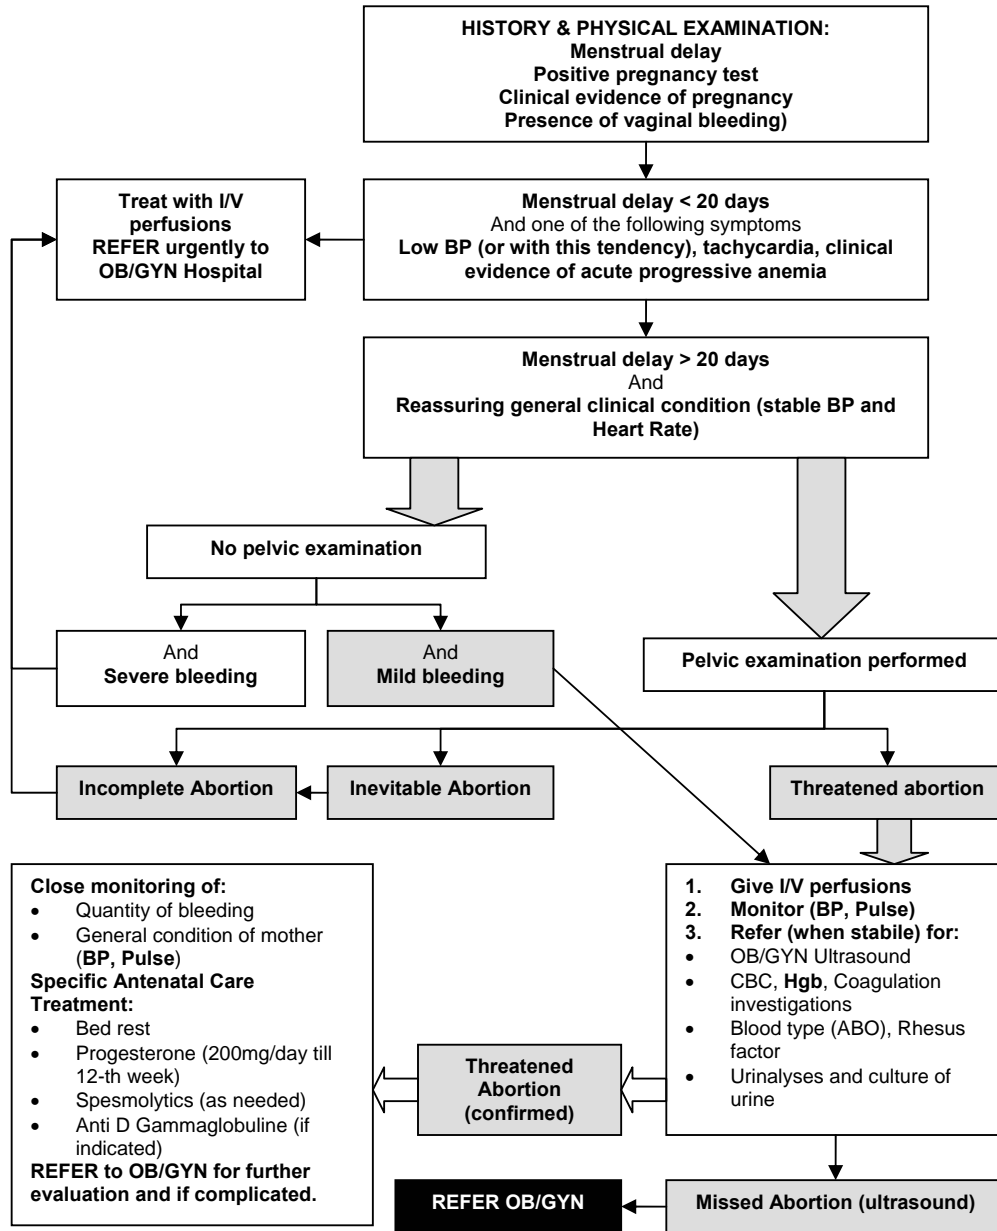 HISTORY & PHYSICAL EXAMINATION:
Menstrual delay
Positive pregnancy test
Clinical evidence of pregnancy
Presence of vaginal bleeding)
Treat with I/V
perfusions
REFER urgently to
OB/GYN Hospital
Menstrual delay < 20 days
And one of the following symptoms
Low BP (or with this tendency), tachycardia, clinical
evidence of acute progressive anemia
Menstrual delay > 20 days
And
Reassuring general clinical condition (stable BP and
Heart Rate)
No pelvic examination
And
Severe bleeding
And
Mild bleeding
Pelvic examination performed
Incomplete Abortion
Inevitable Abortion
Threatened abortion
Close monitoring of:
• Quantity of bleeding
• General condition of mother
(BP, Pulse)
Specific Antenatal Care
Treatment:
• Bed rest
• Progesterone (200mg/day till
12-th week)
• Spesmolytics (as needed)
• Anti D Gammaglobuline (if
indicated)
REFER to OB/GYN for further
evaluation and if complicated.
Threatened
Abortion
(confirmed)
1. Give I/V perfusions
2. Monitor (BP, Pulse)
3. Refer (when stabile) for:
• OB/GYN Ultrasound
• CBC, Hgb, Coagulation
investigations
• Blood type (ABO), Rhesus
factor
• Urinalyses and culture of
urine
REFER OB/GYN
Missed Abortion (ultrasound)